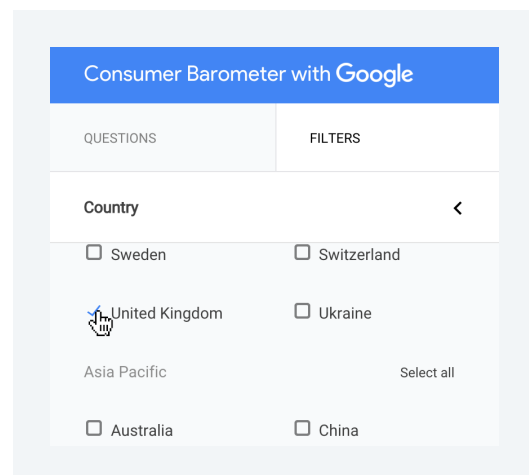 Consumer Barometer with Google
QUESTIONS FILTERS
Country
Sweden Switzerland
United Kingdom Ukraine
Asia Pacific Select all
Australia China